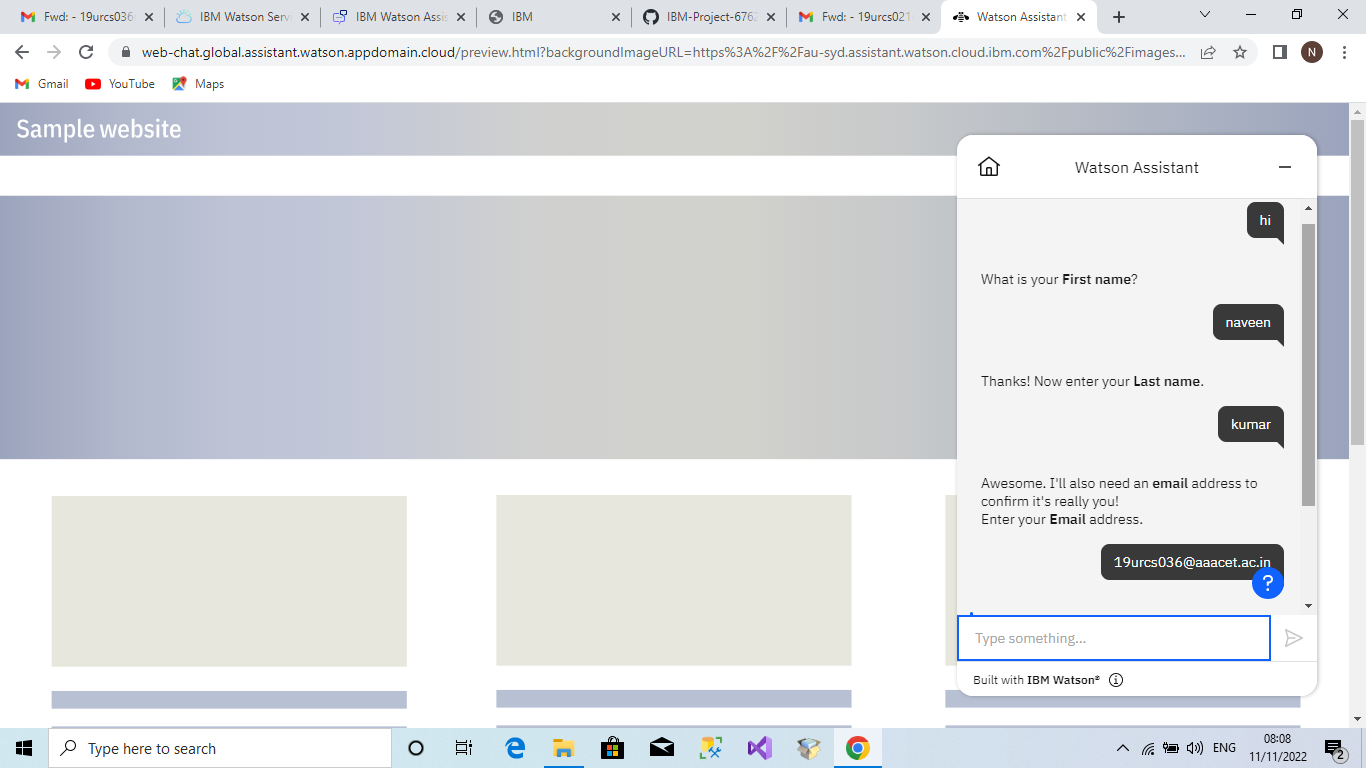 Fwd: - 19urcs036
IBM Watson Serv
IBM Watson Assis
IBM
IBM-Project-6762
Fwd: - 19urcs021
Watson Assistant
web-chat.global.assistant.watson.appdomain.cloud/preview.html?backgroundImageURL=https%3A%2F%2Fau-syd.assistant.watson.cloud.ibm.com%2Fpublic%2Fimages...
N
Gmail
YouTube
Maps
Sample website
Watson Assistant
hi
What is your First name?
naveen
Thanks! Now enter your Last name.
kumar
Awesome. I'll also need an email address to
confirm it's really you!
Enter your Email address.
19urcs036@aaacet.ac.in
?
Type something...
Built with IBM Watson®
Type here to search
ENG
08:08
11/11/2022
2